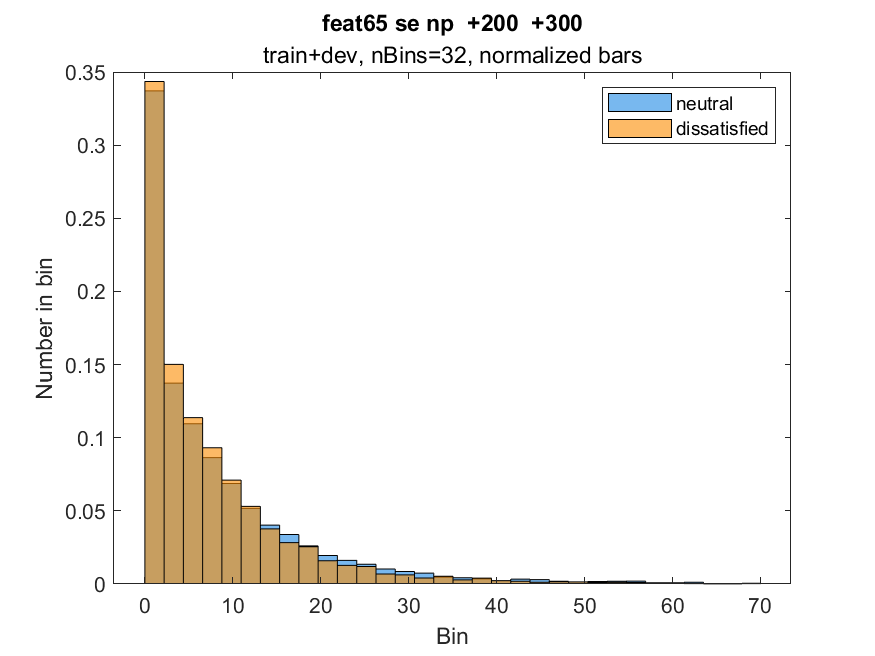 feat65 se np  +200  +300
train+dev, nBins=32, normalized bars
neutral
dissatisfied
0.35
0.3
0.25
0.2
0.15
0.1
0.05
0
Number in bin
0 10 20 30 40 50 60 70
Bin